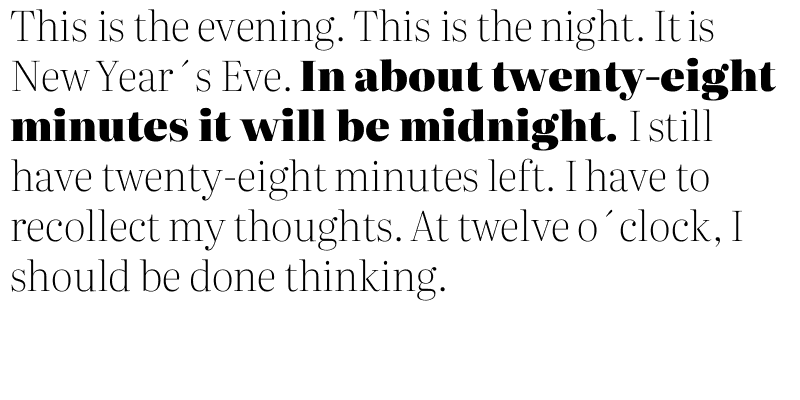 This is the evening. This is the night. It is
New Year´s Eve. In about twenty-eight
minutes it will be midnight. I still
have twenty-eight minutes left. I have to
recollect my thoughts. At twelve o´clock, I
should be done thinking.